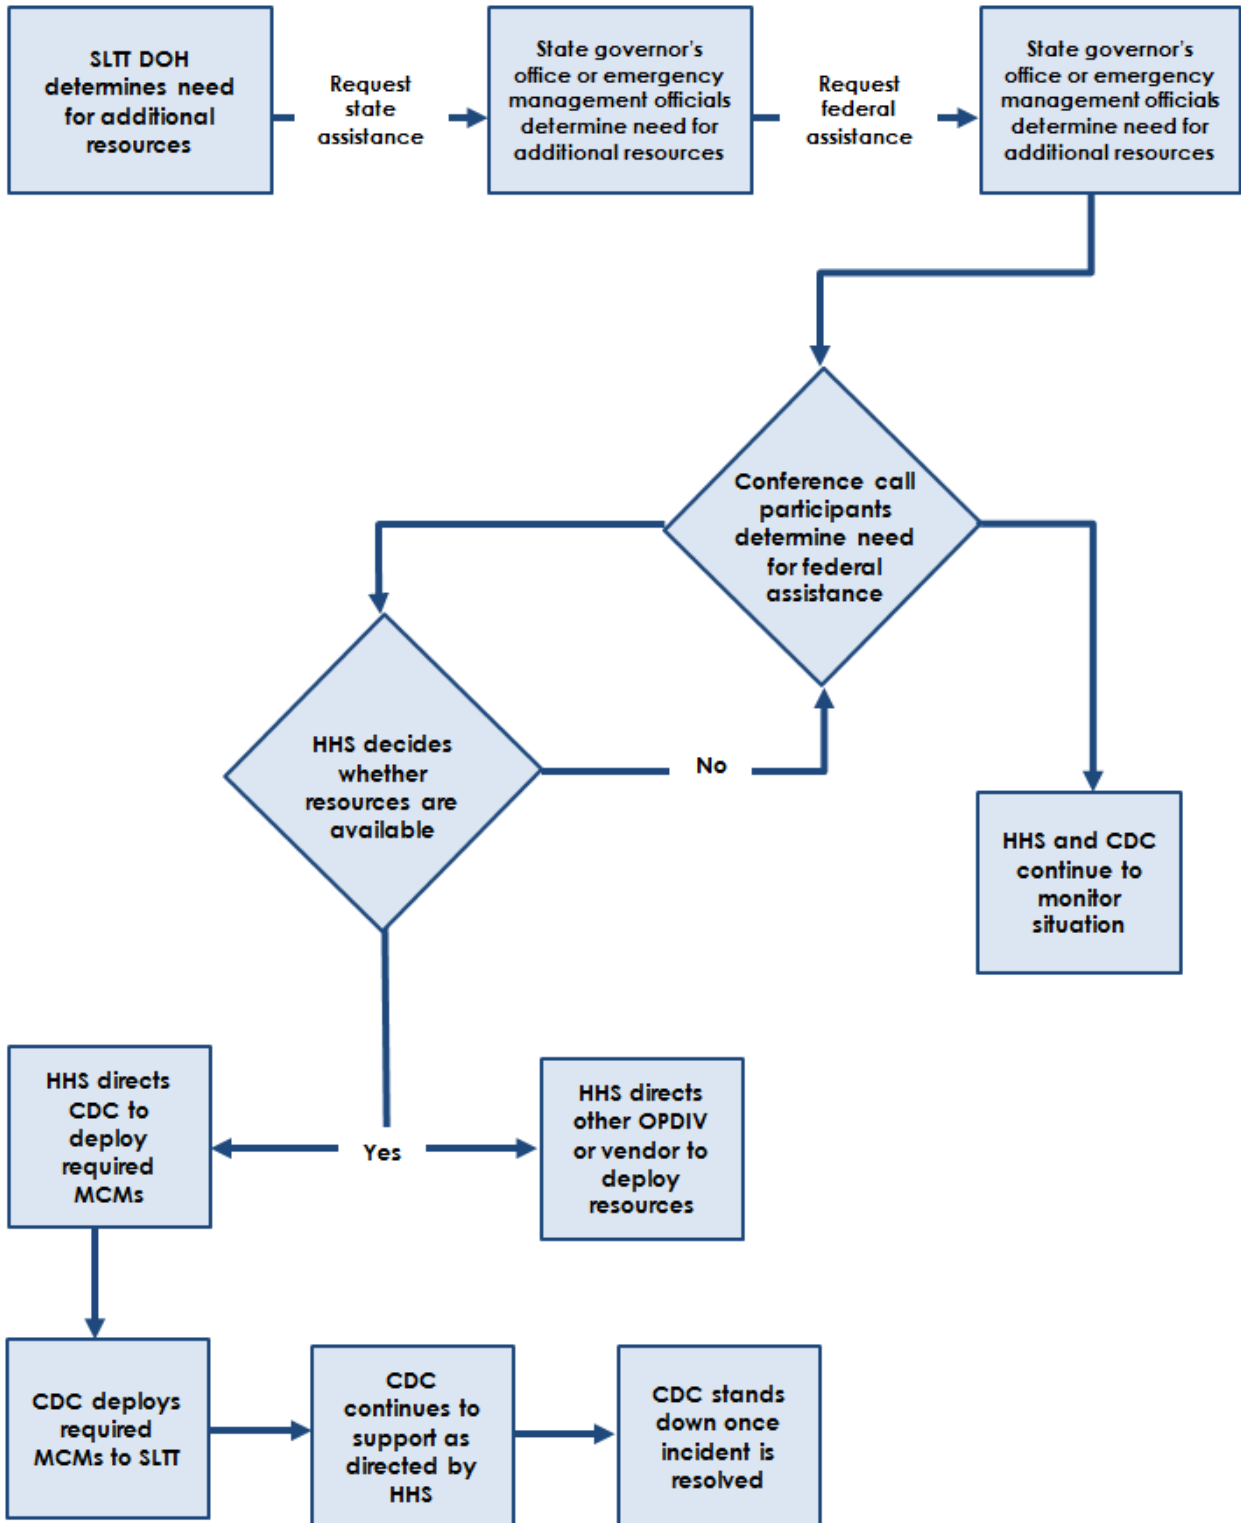 SLTT DOH
determines need
for additional
resources
Request
state
assistance
State governor's
office or emergency
management officials
determine need for
additional resources
Request
federal
assistance
State governor's
office or emergency
management officials
determine need for
additional resources
Conference call
participants
determine need
for federal
assistance
HHS decides
whether
resources are
available
No
HHS and CDC
continue to
monitor
situation
HHS directs
CDC to
deploy
required
MCMs
Yes
HHS directs
other OPDIV
or vendor to
deploy
resources
CDC deploys
required
MCMs to SLTT
CDC
continues to
support as
directed by
HHS
CDC stands
down once
incident is
resolved